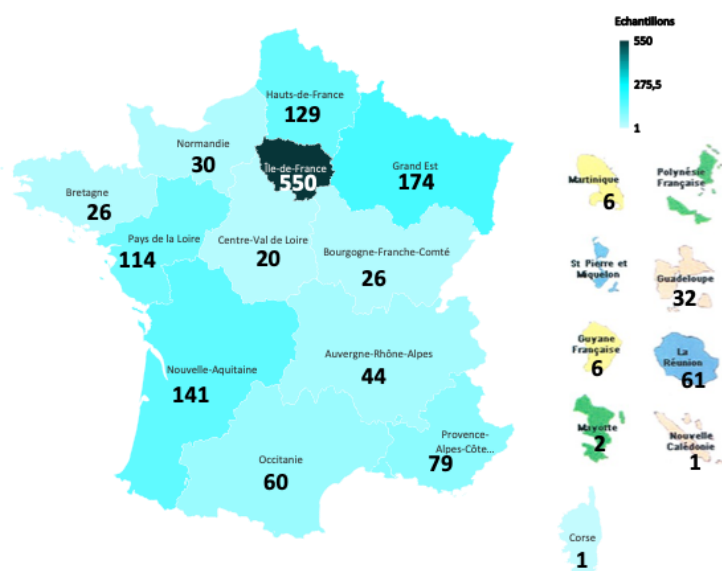 Echantillons
550
275,5
1
Hauts-de-France
129
Normandie
30
Île-de-France
550
Grand Est
174
Bretagne
26
Pays de la Loire
114
Centre-Val de Loire
20
Bourgogne-Franche-Comté
26
Nouvelle-Aquitaine
141
Auvergne-Rhône-Alpes
44
Provence-
Alpes-Côte...
79
Occitanie
60
Martinique
6
Polynésie
Française
St Pierre et
Miquelon
Guadeloupe
32
Guyane
Française
6
La
Réunion
61
Mayotte
2
Nouvelle
Calédonie
1
Corse
1